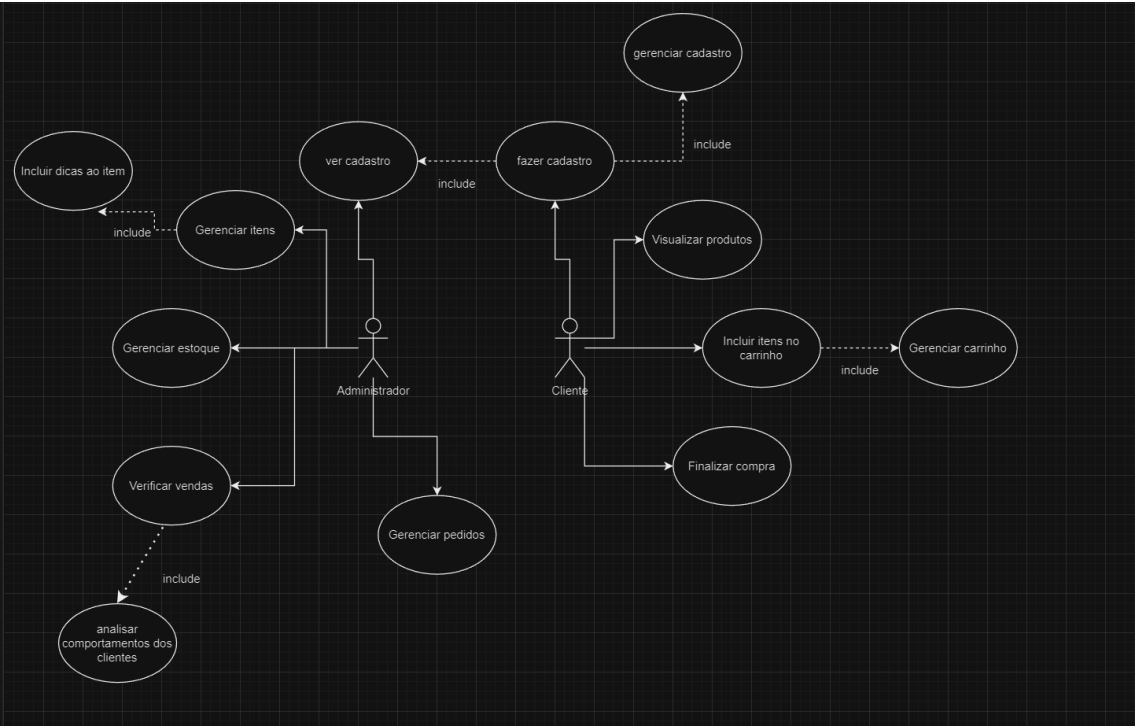 gerenciar cadastro
include
ver cadastro
fazer cadastro
include
Incluir dicas ao item
include
Gerenciar itens
Visualizar produtos
Gerenciar estoque
Administrador
Cliente
Incluir itens no
carrinho
include
Gerenciar carrinho
Verificar vendas
Finalizar compra
Gerenciar pedidos
include
analisar
comportamentos dos
clientes